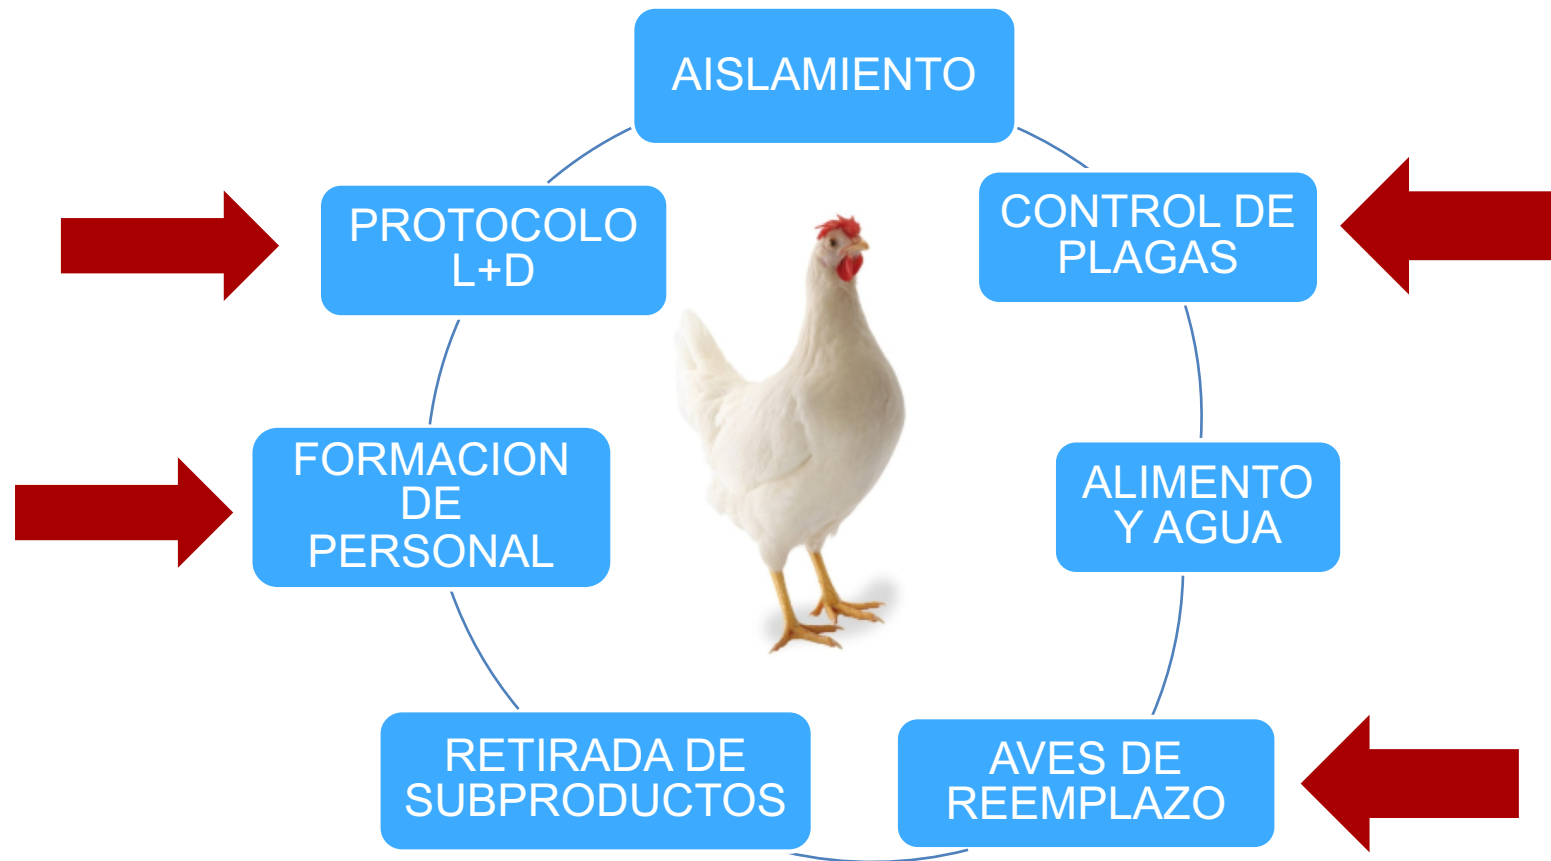 AISLAMIENTO
CONTROL DE
PLAGAS
ALIMENTO
Y AGUA
AVES DE
REEMPLAZO
RETIRADA DE
SUBPRODUCTOS
FORMACION
DE
PERSONAL
PROTOCOLO
L+D